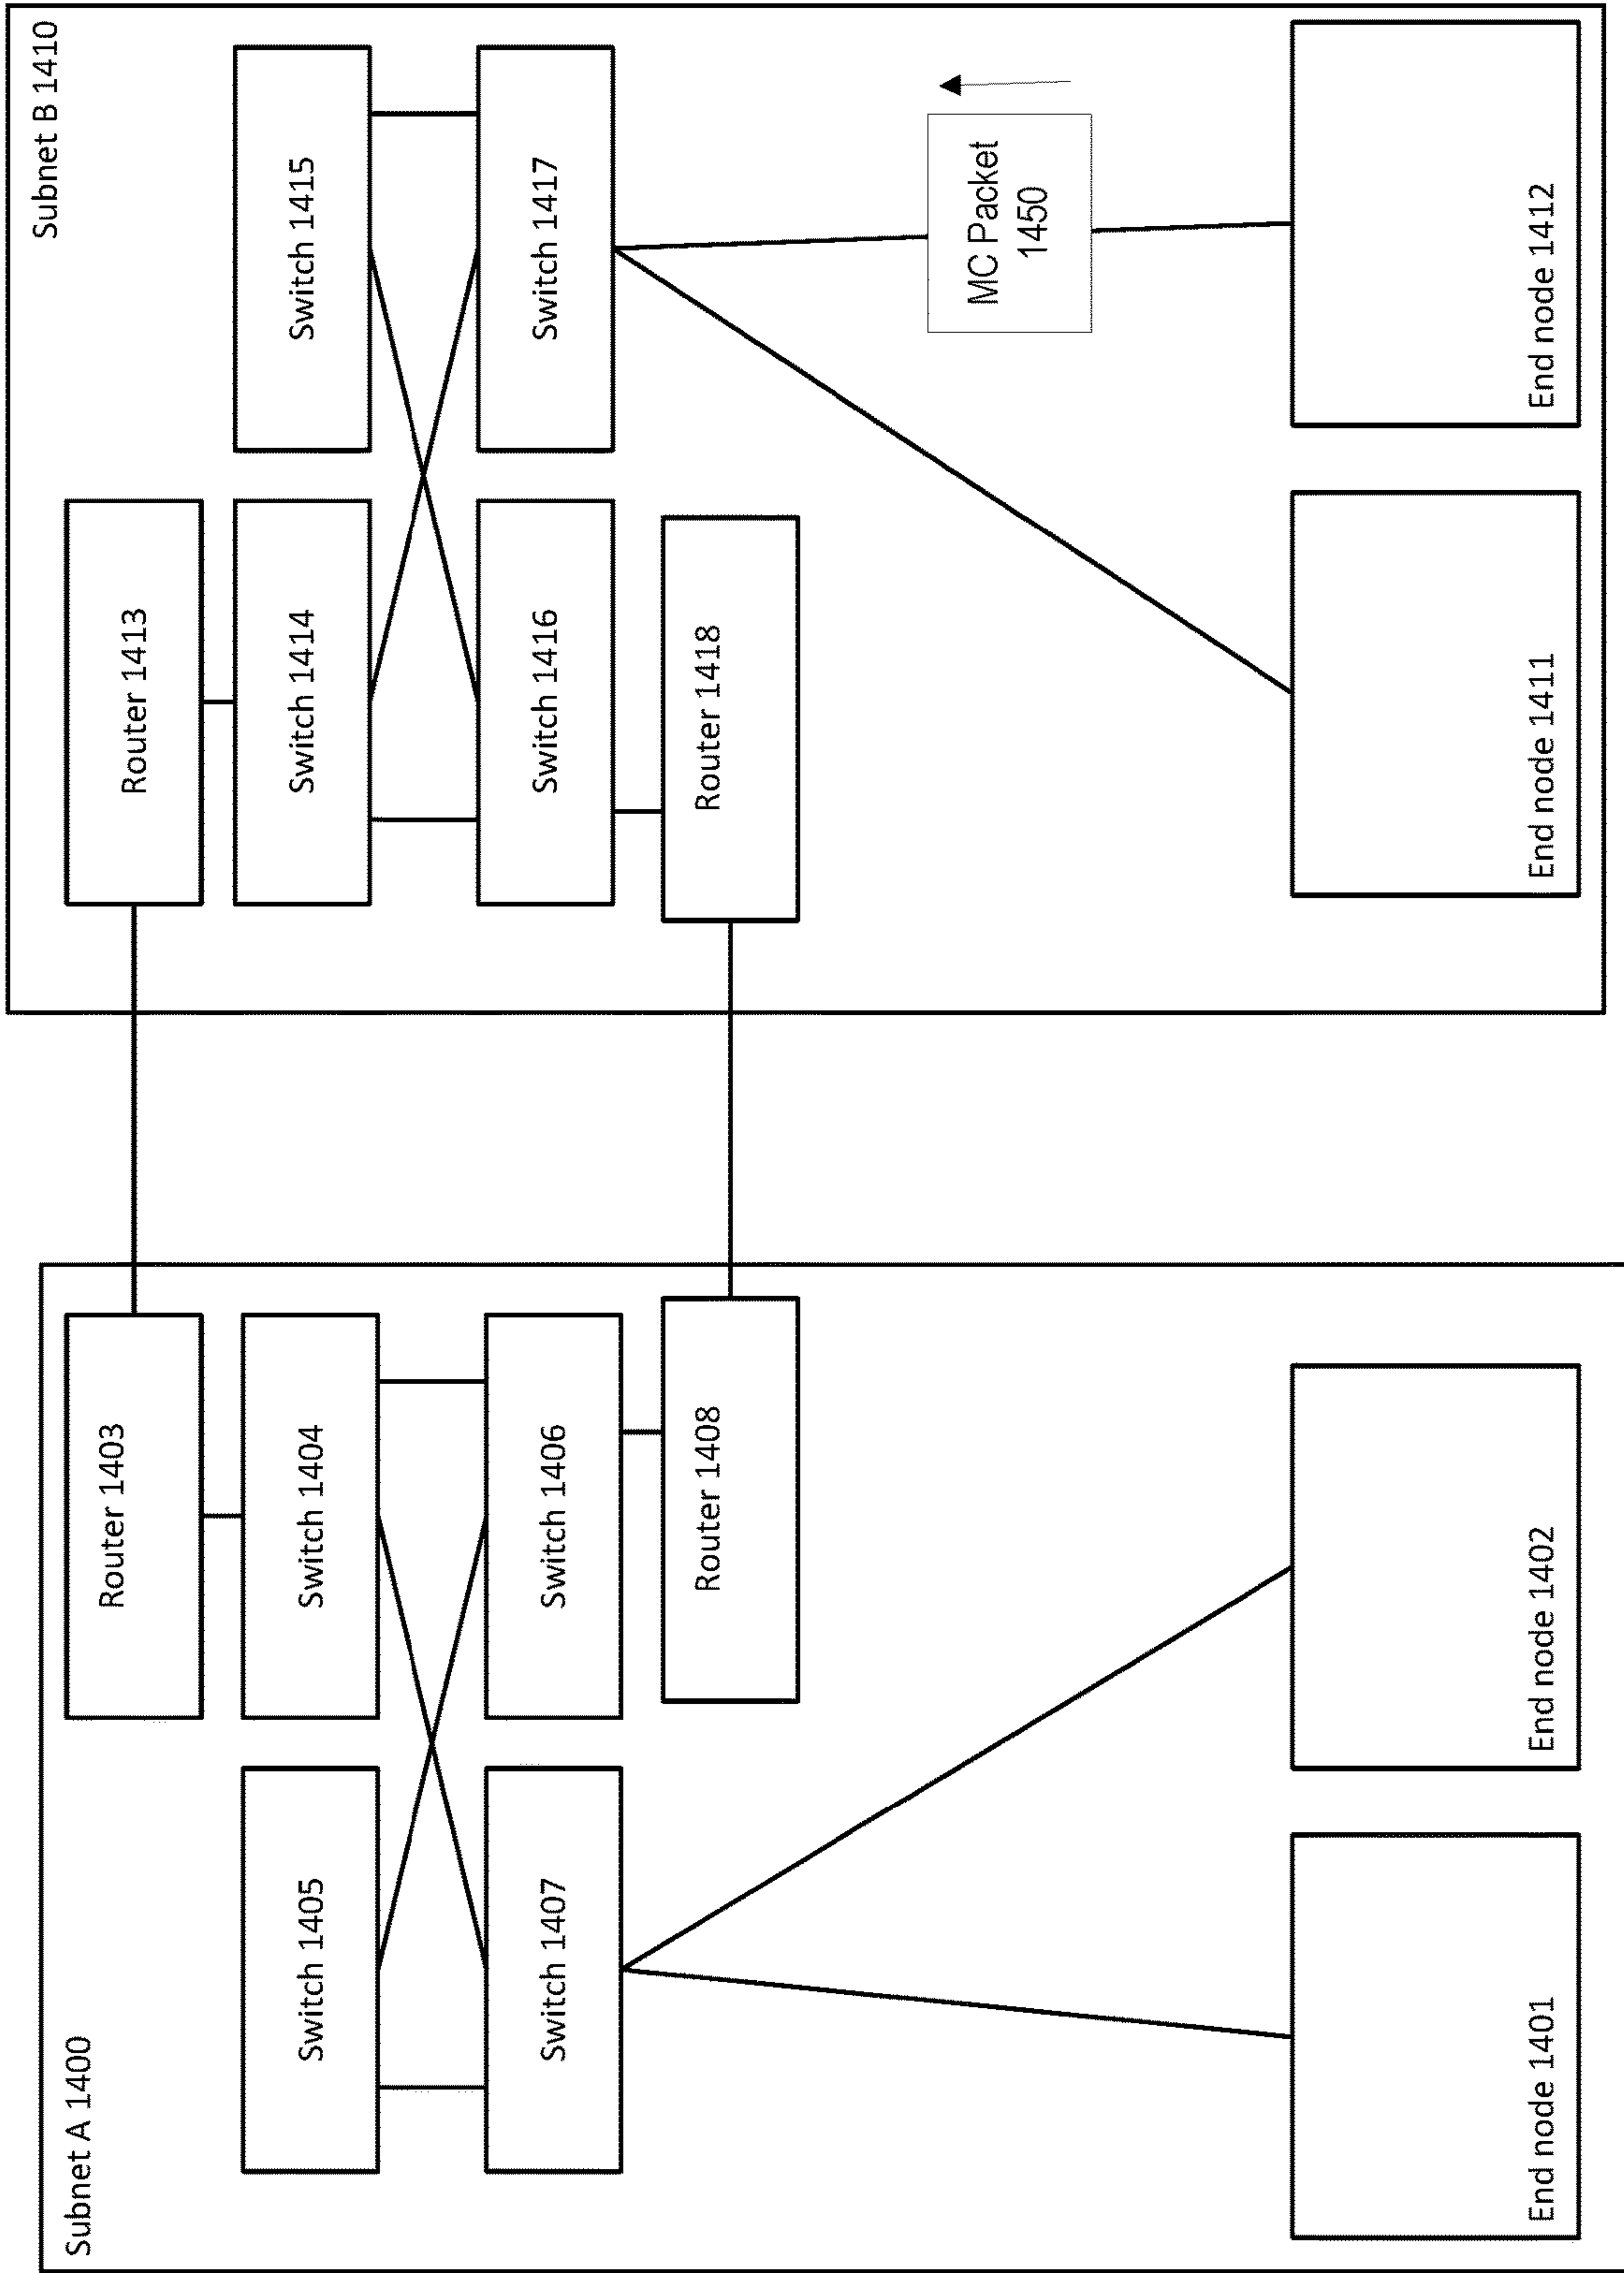 Subnet A 1400
Router 1403
Switch 1405
Switch 1404
Switch 1407
Switch 1406
Router 1408
End node 1401
End node 1402
Subnet B 1410
Router 1413
Switch 1414
Switch 1415
Switch 1416
Switch 1417
Router 1418
MC Packet
1450
End node 1411
End node 1412